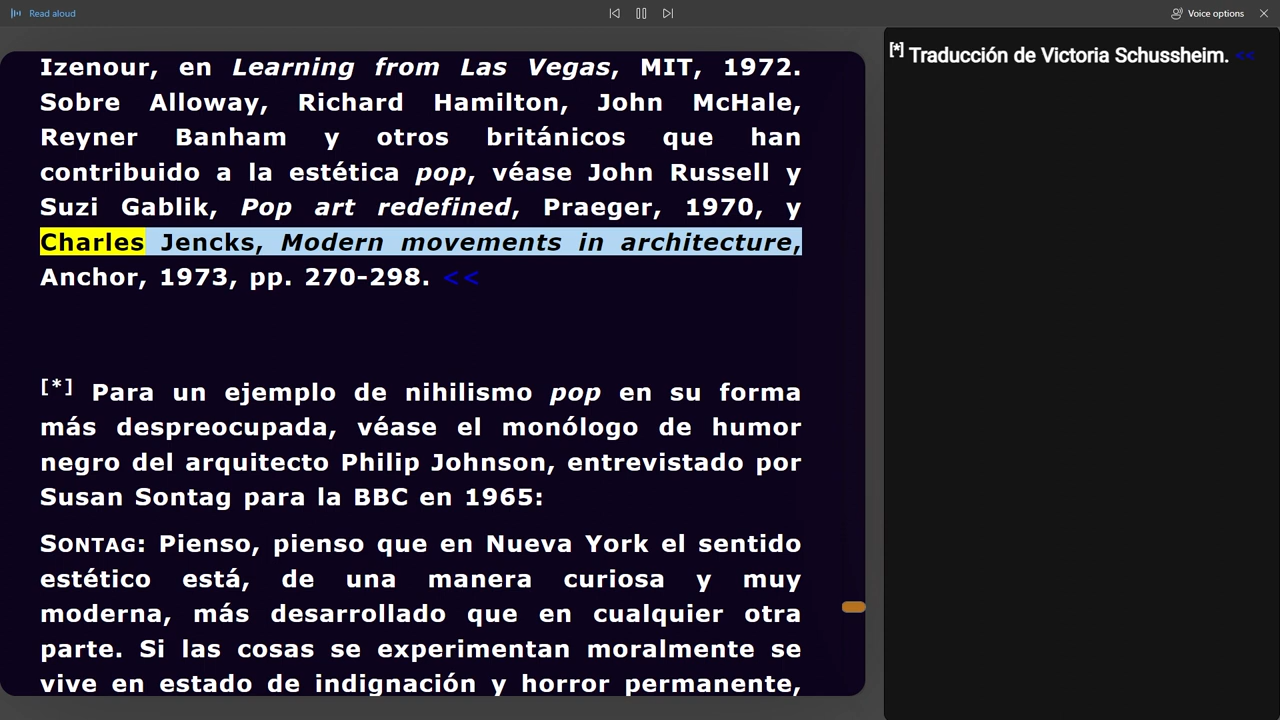 Read aloud
Voice options
Izenour, en Learning from Las Vegas, MIT, 1972.
Sobre Alloway, Richard Hamilton, John McHale,
Reyner Banham y otros británicos que han
contribuido a la estética pop, véase John Russell y
Suzi Gablik, Pop art redefined, Praeger, 1970, y
Charles Jencks, Modern movements in architecture,
Anchor, 1973, pp. 270-298. <<
[*] Para un ejemplo de nihilismo pop en su forma
más despreocupada, véase el monólogo de humor
negro del arquitecto Philip Johnson, entrevistado por
Susan Sontag para la BBC en 1965:
SONTAG: Pienso, pienso que en Nueva York el sentido
estético está, de una manera curiosa y muy
moderna, más desarrollado que en cualquier otra
parte. Si las cosas se experimentan moralmente se
vive en estado de indignación y horror permanente,
[*] Traducción de Victoria Schussheim. <<